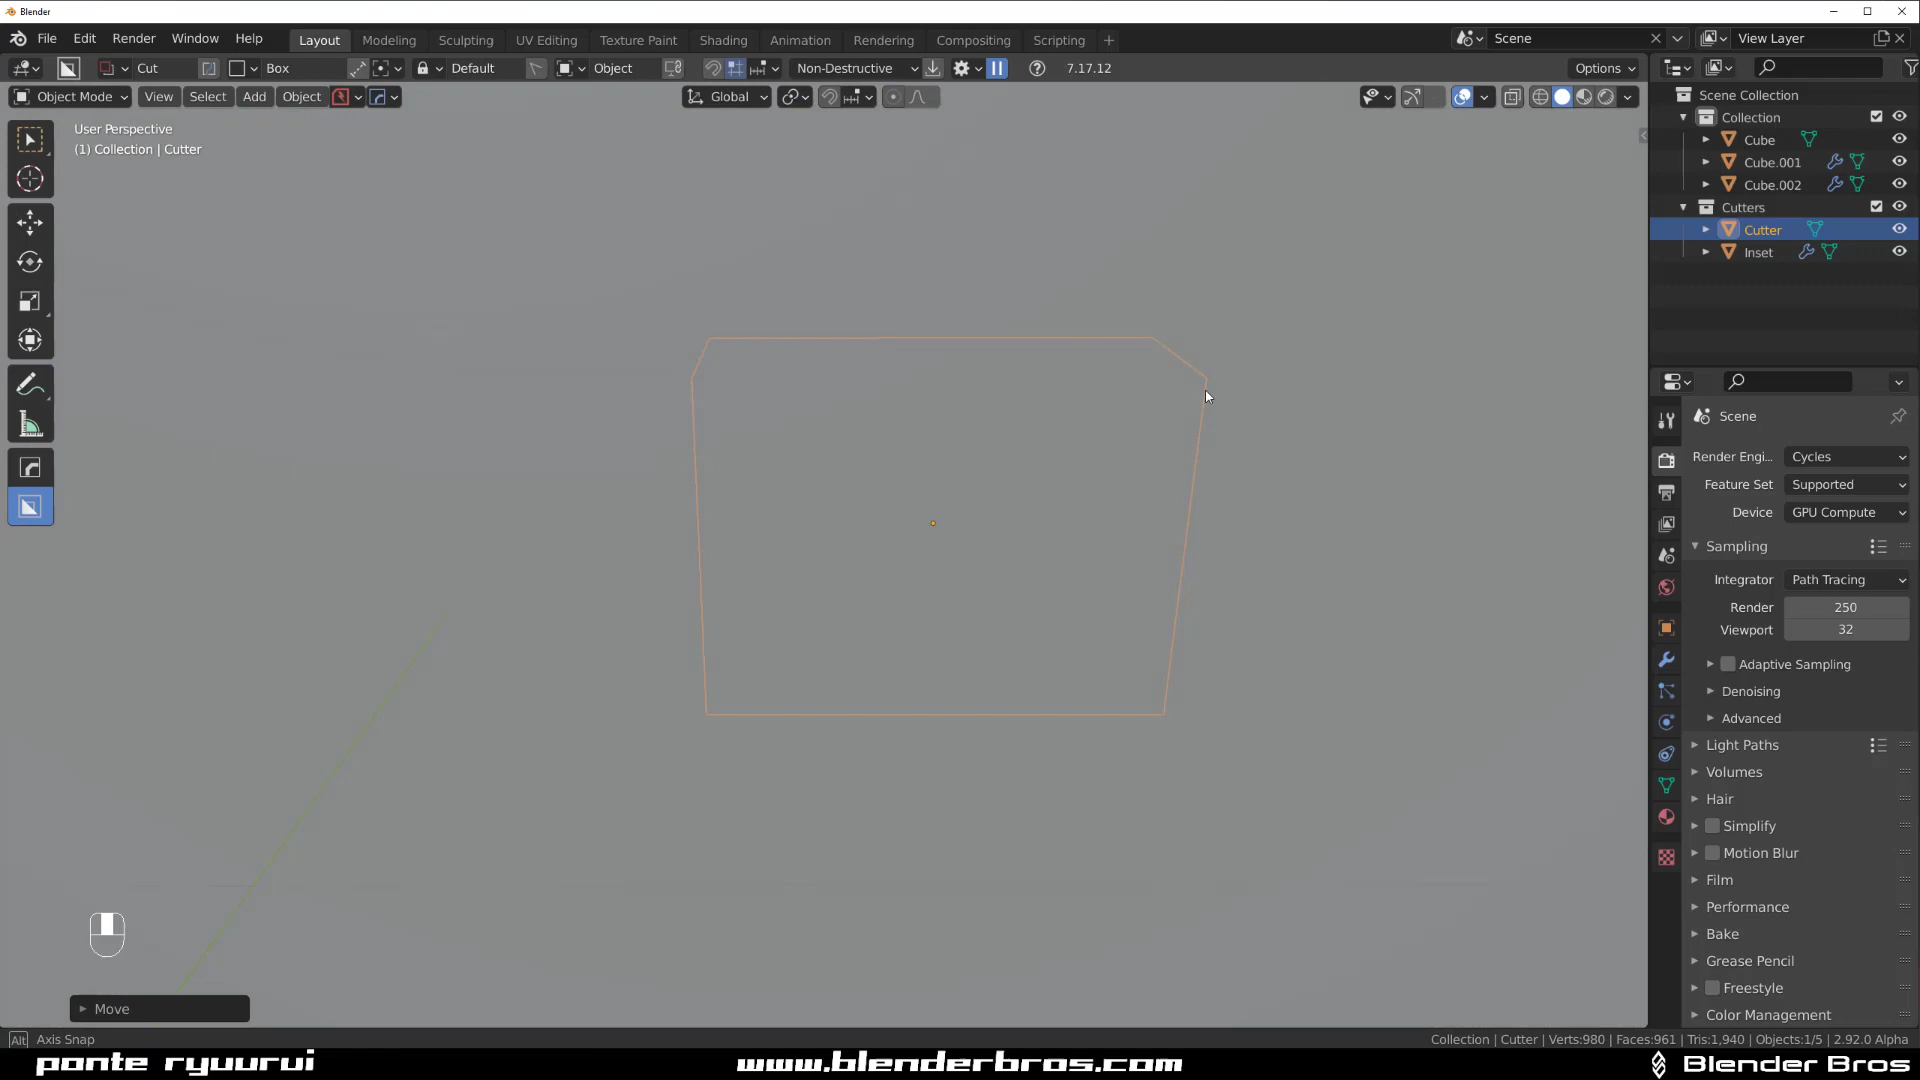 Blender
File Edit Render Window Help
Layout Modeling Sculpting UV Editing Texture Paint Shading Animation Rendering Compositing Scripting +
Scene
View Layer
Cut Box Default Object Non-Destructive 7.17.12 Options
Object Mode View Select Add Object Global
User Perspective
(1) Collection | Cutter
Scene Collection
Collection
Cube
Cube.001
Cube.002
Cutters
Cutter
Inset
Scene
Render Engi... Cycles
Feature Set Supported
Device GPU Compute
Sampling
Integrator Path Tracing
Render 250
Viewport 32
Adaptive Sampling
Denoising
Advanced
Light Paths
Volumes
Hair
Simplify
Motion Blur
Film
Performance
Bake
Grease Pencil
Freestyle
Color Management
Move
Alt Axis Snap
Collection | Cutter | Verts:980 | Faces:961 | Tris:1,940 | Objects:1/5 | 2.92.0 Alpha
ponte ryuurui www.blenderbros.com Blender Bros